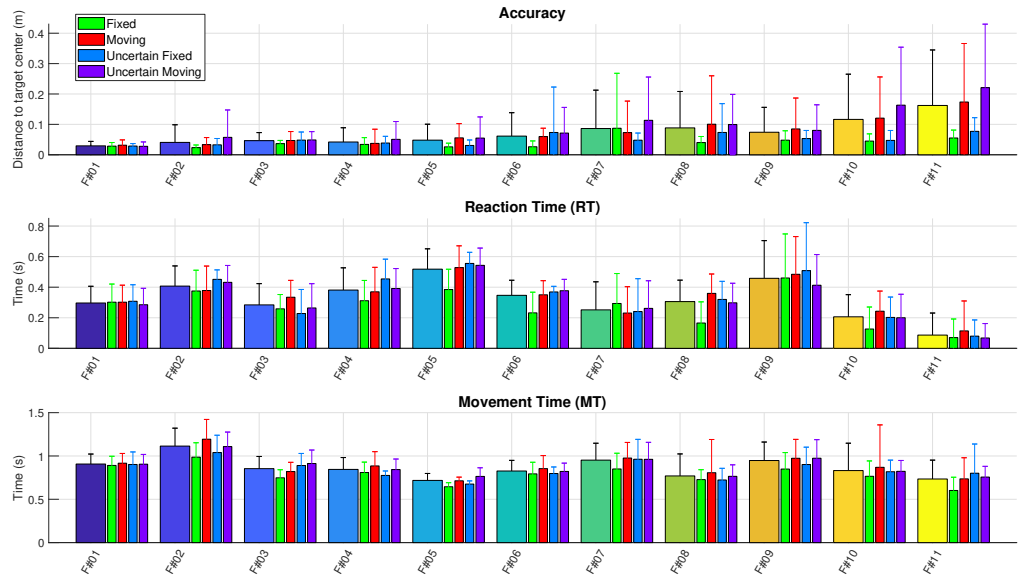 Accuracy
Distance to target center (m)
0.4
0.3
0.2
0.1
0
Fixed
Moving
Uncertain Fixed
Uncertain Moving
F#01 F#02 F#03 F#04 F#05 F#06 F#07 F#08 F#09 F#10 F#11
Reaction Time (RT)
Time (s)
0.8
0.6
0.4
0.2
0
F#01 F#02 F#03 F#04 F#05 F#06 F#07 F#08 F#09 F#10 F#11
Movement Time (MT)
Time (s)
1.5
1
0.5
0
F#01 F#02 F#03 F#04 F#05 F#06 F#07 F#08 F#09 F#10 F#11